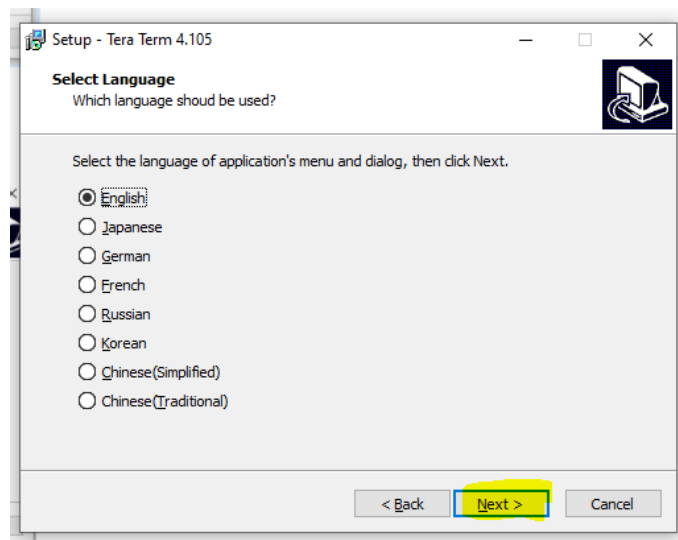 Setup - Tera Term 4.105
Select Language
Which language shoud be used?
Select the language of application's menu and dialog, then click Next.
English
Japanese
German
French
Russian
Korean
Chinese(Simplified)
Chinese(Traditional)
< Back
Next >
Cancel